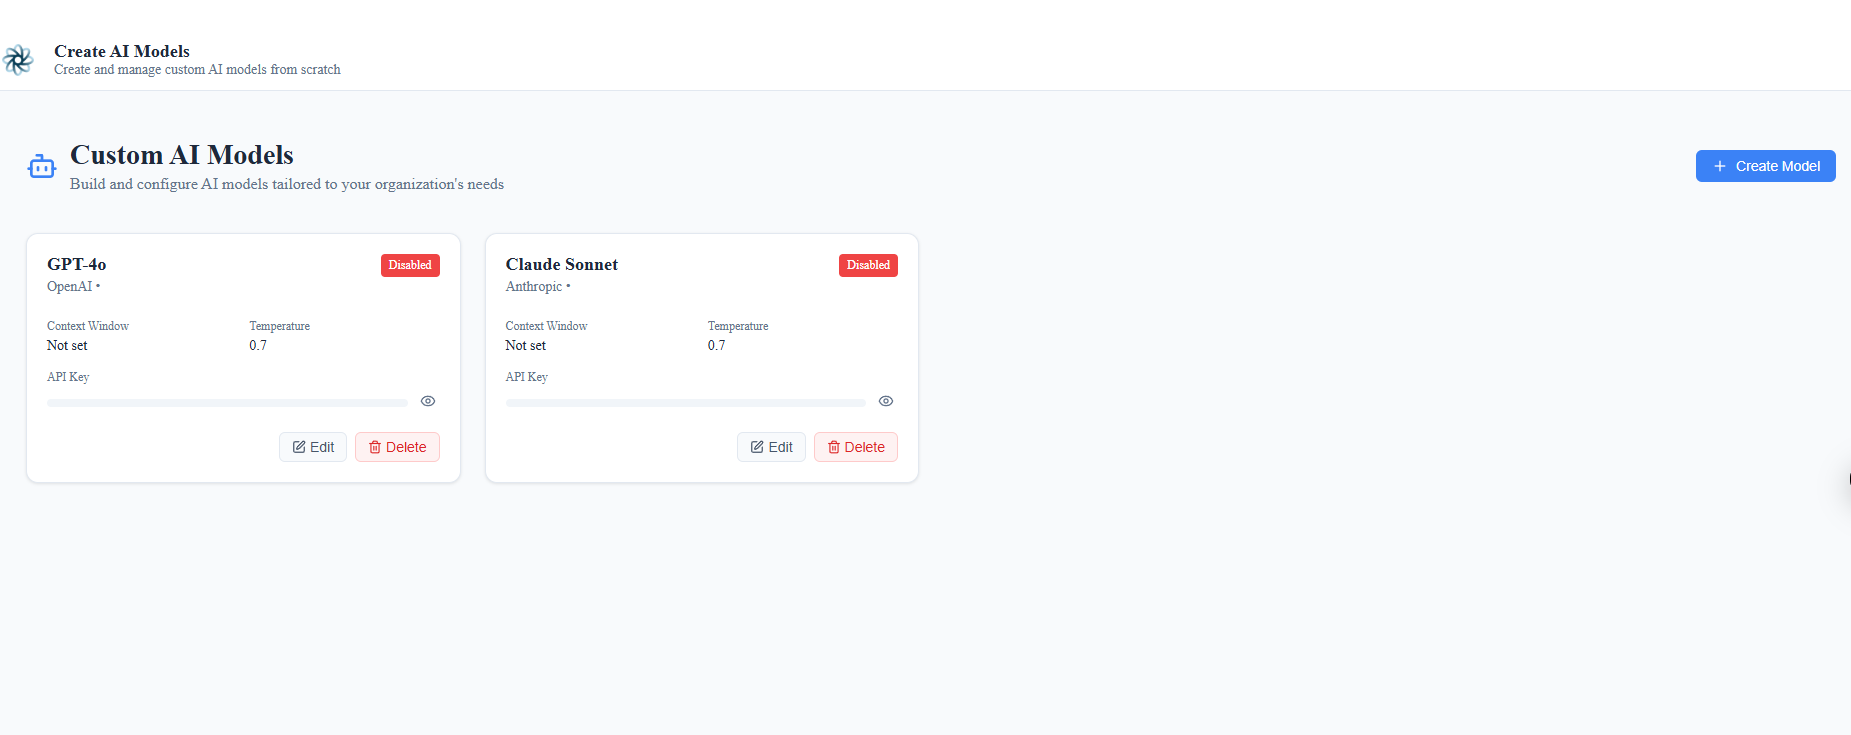 Create AI Models
Create and manage custom AI models from scratch
Custom AI Models
Build and configure AI models tailored to your organization's needs
+ Create Model
GPT-4o
Disabled
OpenAI •
Context Window
Temperature
Not set
0.7
API Key
Edit
Delete
Claude Sonnet
Disabled
Anthropic •
Context Window
Temperature
Not set
0.7
API Key
Edit
Delete